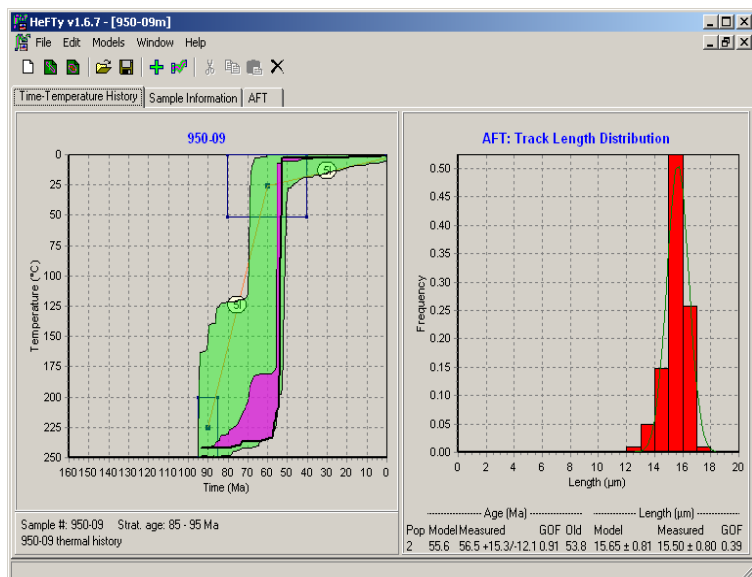 HeFTy v1.6.7 - [950-09m]
File Edit Models Window Help
Time-Temperature History Sample Information AFT
950-09
0
25
50
75
100
125
150
175
200
225
250
Temperature (°C)
5I
5I
160 150 140 130 120 110 100 90 80 70 60 50 40 30 20 10 0
Time (Ma)
Sample #: 950-09 Strat. age: 85 - 95 Ma
950-09 thermal history
AFT: Track Length Distribution
0.50
0.45
0.40
0.35
0.30
0.25
0.20
0.15
0.10
0.05
0.00
Frequency
0 2 4 6 8 10 12 14 16 18 20
Length (µm)
Age (Ma) Length (µm)
Pop Model Measured GOF Old Model Measured GOF
2 55.6 56.5 +15.3/-12.1 0.91 53.8 15.65 ± 0.81 15.50 ± 0.80 0.39